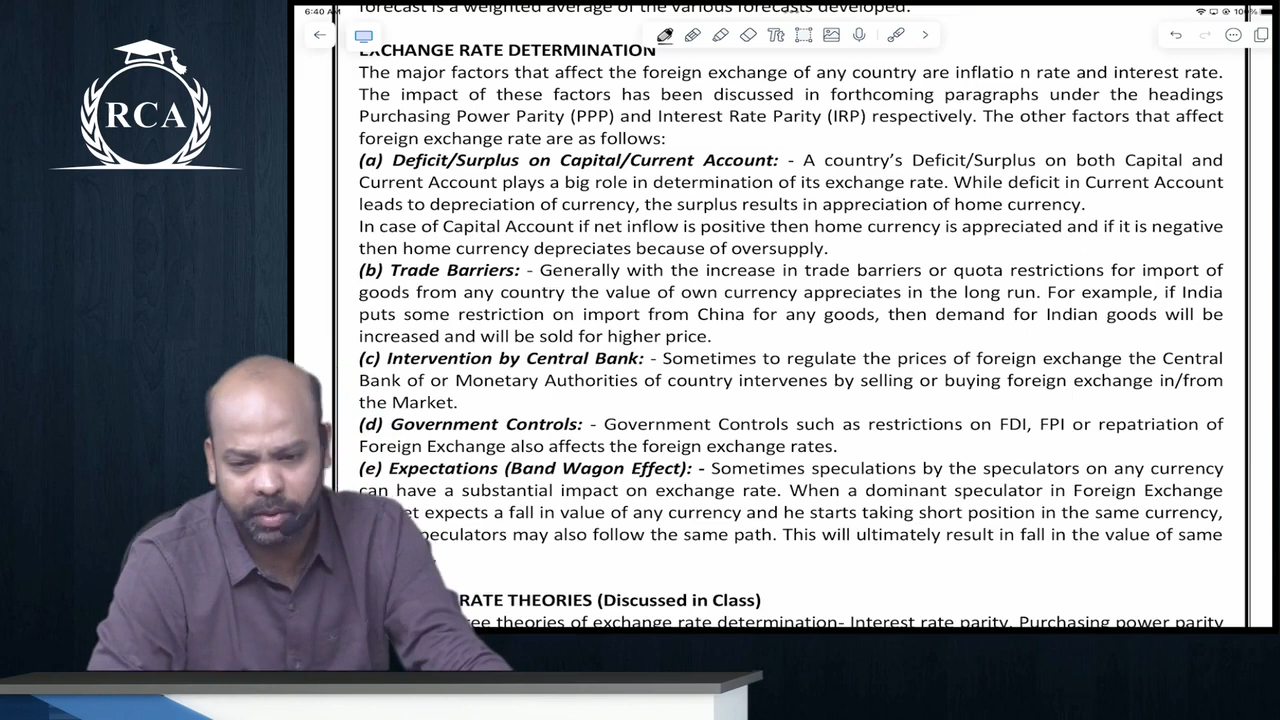 forecast is a weighted average of the various forecasts developed.
6:40 AM
100%
Tt
EXCHANGE RATE DETERMINATION
The major factors that affect the foreign exchange of any country are inflatio n rate and interest rate.
The impact of these factors has been discussed in forthcoming paragraphs under the headings
Purchasing Power Parity (PPP) and Interest Rate Parity (IRP) respectively. The other factors that affect
foreign exchange rate are as follows:
RCA
(a) Deficit/Surplus on Capital/Current Account: - A country’s Deficit/Surplus on both Capital and
Current Account plays a big role in determination of its exchange rate. While deficit in Current Account
leads to depreciation of currency, the surplus results in appreciation of home currency.
In case of Capital Account if net inflow is positive then home currency is appreciated and if it is negative
then home currency depreciates because of oversupply.
(b) Trade Barriers: - Generally with the increase in trade barriers or quota restrictions for import of
goods from any country the value of own currency appreciates in the long run. For example, if India
puts some restriction on import from China for any goods, then demand for Indian goods will be
increased and will be sold for higher price.
(c) Intervention by Central Bank: - Sometimes to regulate the prices of foreign exchange the Central
Bank of or Monetary Authorities of country intervenes by selling or buying foreign exchange in/from
the Market.
(d) Government Controls: - Government Controls such as restrictions on FDI, FPI or repatriation of
Foreign Exchange also affects the foreign exchange rates.
(e) Expectations (Band Wagon Effect): - Sometimes speculations by the speculators on any currency
can have a substantial impact on exchange rate. When a dominant speculator in Foreign Exchange
expects a fall in value of any currency and he starts taking short position in the same currency,
may also follow the same path. This will ultimately result in fall in the value of same
RATE THEORIES (Discussed in Class)
theories of exchange rate determination- Interest rate parity, Purchasing power parity